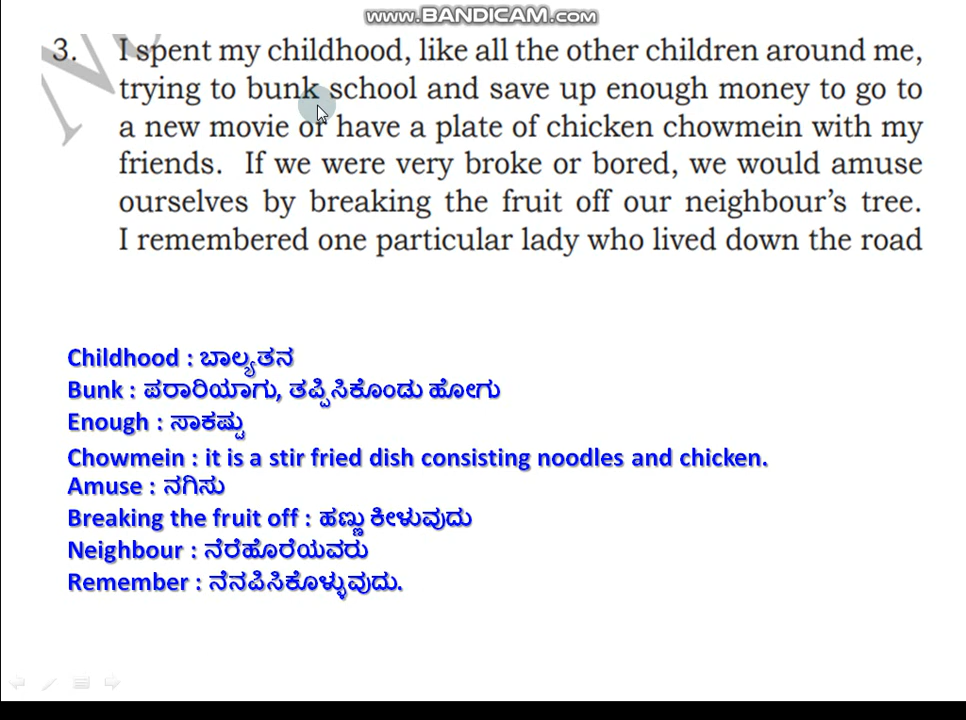 www.BANDICAM.com
3. I spent my childhood, like all the other children around me,
trying to bunk school and save up enough money to go to
a new movie or have a plate of chicken chowmein with my
friends. If we were very broke or bored, we would amuse
ourselves by breaking the fruit off our neighbour's tree.
I remembered one particular lady who lived down the road
Childhood : ಬಾಲ್ಯತನ
Bunk : ಪರಾರಿಯಾಗು, ತಪ್ಪಿಸಿಕೊಂಡು ಹೋಗು
Enough : ಸಾಕಷ್ಟು
Chowmein : it is a stir fried dish consisting noodles and chicken.
Amuse : ನಗಿಸು
Breaking the fruit off : ಹಣ್ಣು ಕೀಳುವುದು
Neighbour : ನೆರೆಹೊರೆಯವರು
Remember : ನೆನಪಿಸಿಕೊಳ್ಳುವುದು.